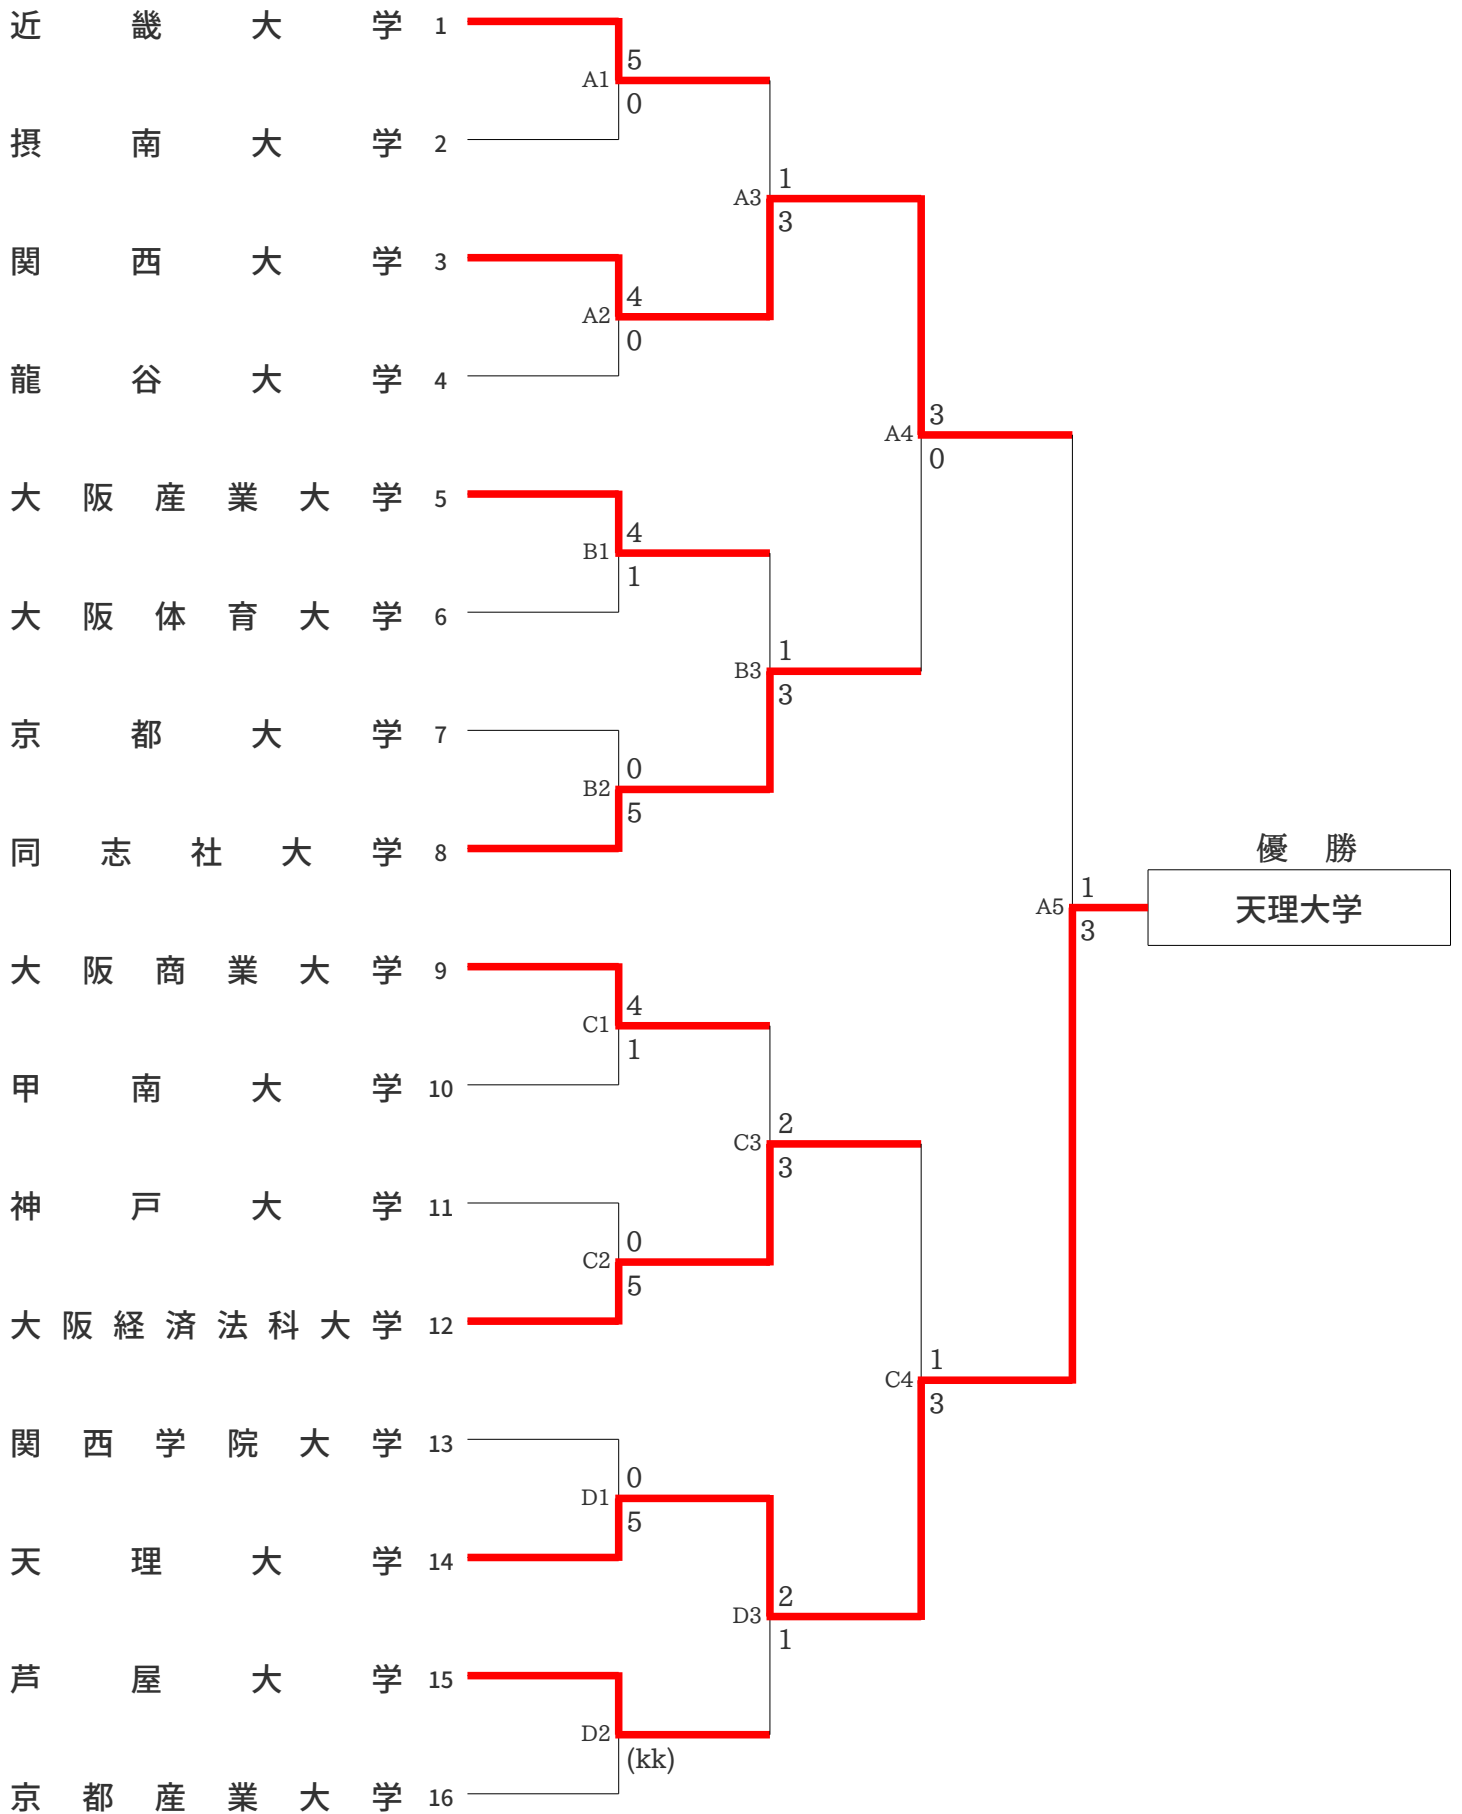 近畿大学 1
5
A1
0
摂南大学 2
1
A3
3
関西大学 3
4
A2
0
龍谷大学 4
3
A4
0
大阪産業大学 5
4
B1
1
大阪体育大学 6
1
B3
3
京都大学 7
0
B2
5
同志社大学 8
優勝
1
A5
3
天理大学
大阪商業大学 9
4
C1
1
甲南大学 10
2
C3
3
神戸大学 11
0
C2
5
大阪経済法科大学 12
1
C4
3
関西学院大学 13
0
D1
5
天理大学 14
2
D3
1
芦屋大学 15
D2
(kk)
京都産業大学 16